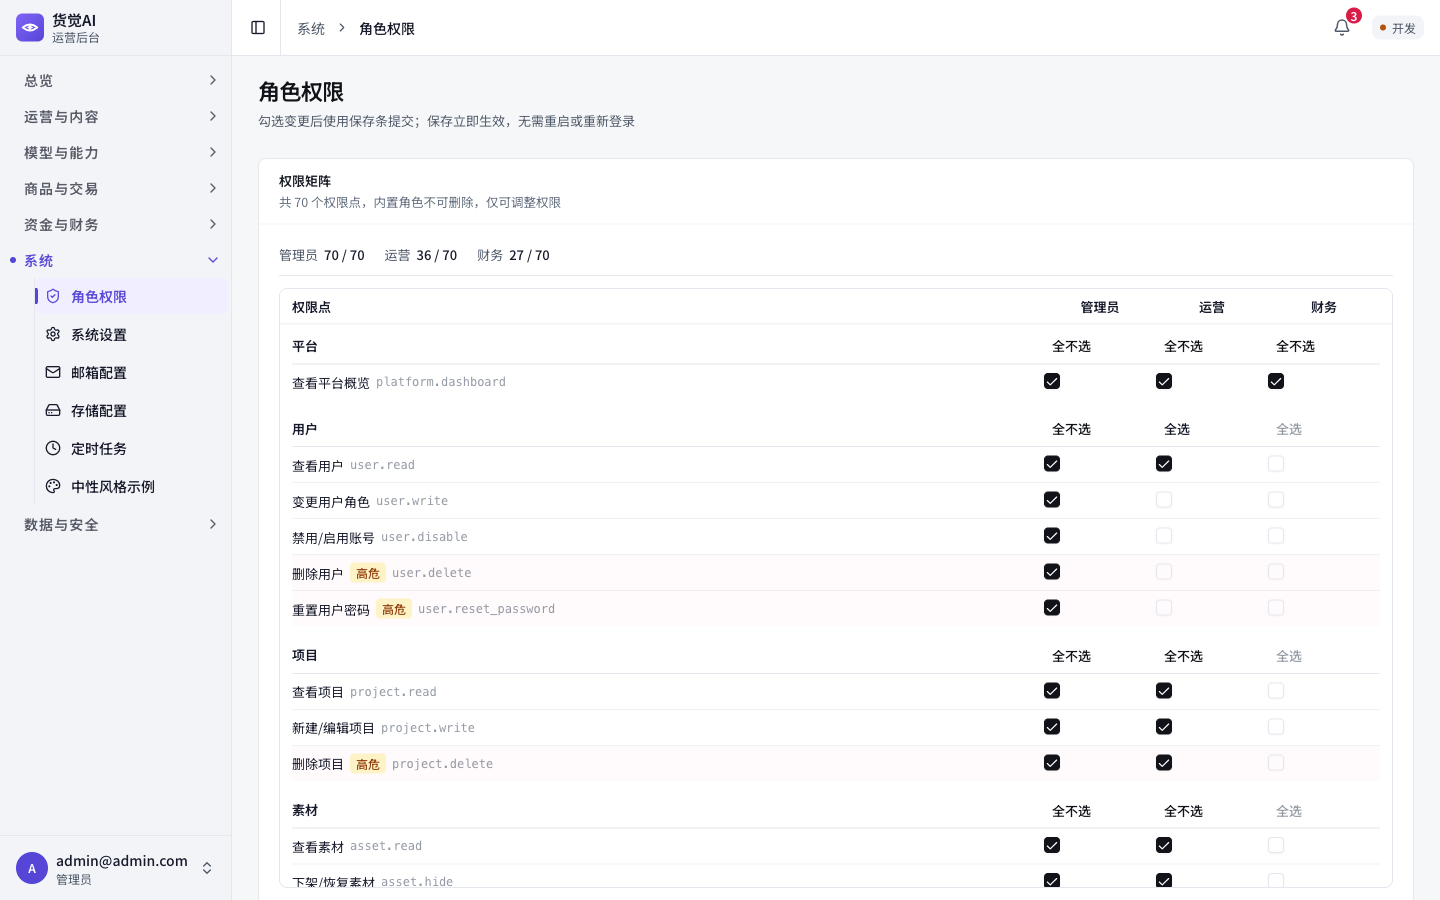 货觉AI
运营后台
系统 > 角色权限
3
开发
总览
运营与内容
模型与能力
商品与交易
资金与财务
系统
角色权限
系统设置
邮箱配置
存储配置
定时任务
中性风格示例
数据与安全
A
admin@admin.com
管理员
角色权限
勾选变更后使用保存条提交；保存立即生效，无需重启或重新登录
权限矩阵
共 70 个权限点，内置角色不可删除，仅可调整权限
管理员 70 / 70 运营 36 / 70 财务 27 / 70
权限点 管理员 运营 财务
平台 全不选 全不选 全不选
查看平台概览 platform.dashboard
用户 全不选 全选 全选
查看用户 user.read
变更用户角色 user.write
禁用/启用账号 user.disable
删除用户 高危 user.delete
重置用户密码 高危 user.reset_password
项目 全不选 全不选 全选
查看项目 project.read
新建/编辑项目 project.write
删除项目 高危 project.delete
素材 全不选 全不选 全选
查看素材 asset.read
下架/恢复素材 asset.hide